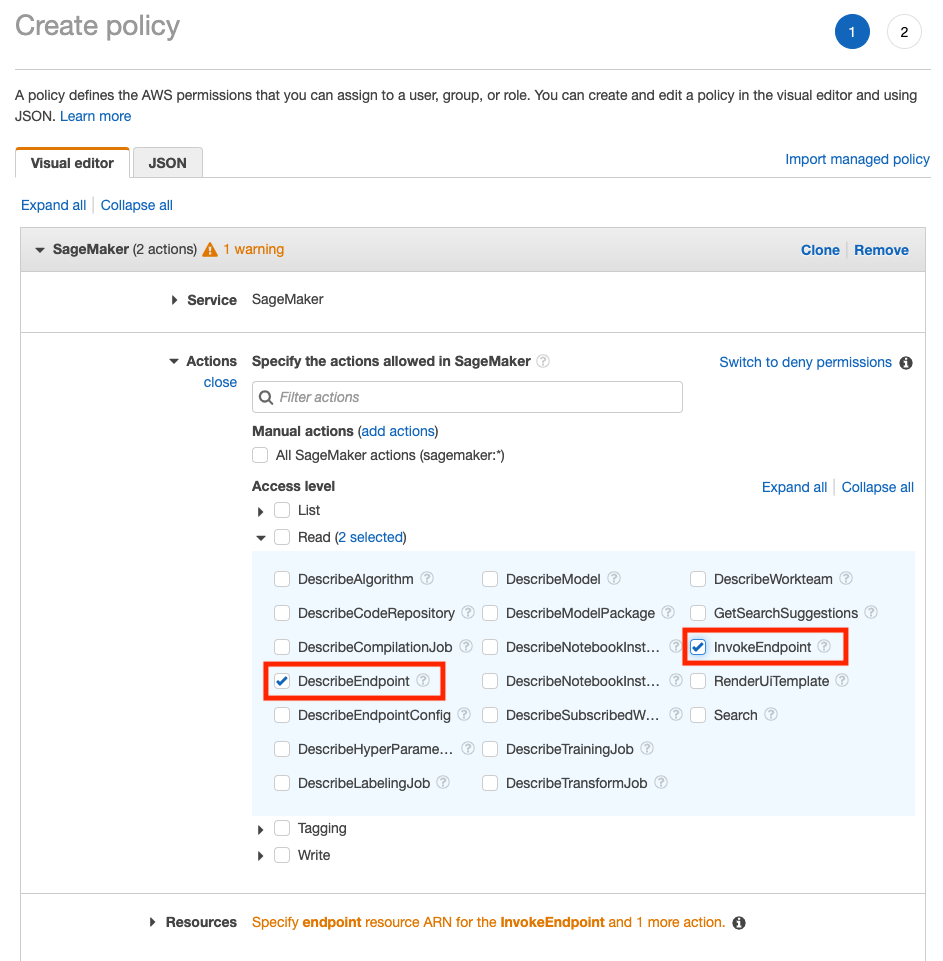 Create policy
1 2
A policy defines the AWS permissions that you can assign to a user, group, or role. You can create and edit a policy in the visual editor and using
JSON. Learn more
Visual editor JSON Import managed policy
Expand all Collapse all
SageMaker (2 actions) 1 warning Clone Remove
Service SageMaker
Actions Specify the actions allowed in SageMaker ? Switch to deny permissions i
close
Filter actions
Manual actions (add actions)
All SageMaker actions (sagemaker:*)
Access level Expand all Collapse all
List
Read (2 selected)
DescribeAlgorithm ? DescribeModel ? DescribeWorkteam ?
DescribeCodeRepository ? DescribeModelPackage ? GetSearchSuggestions ?
DescribeCompilationJob ? DescribeNotebookInst... ? InvokeEndpoint ?
DescribeEndpoint ? DescribeNotebookInst... ? RenderUiTemplate ?
DescribeEndpointConfig ? DescribeSubscribedW... ? Search ?
DescribeHyperParame... ? DescribeTrainingJob ?
DescribeLabelingJob ? DescribeTransformJob ?
Tagging
Write
Resources Specify endpoint resource ARN for the InvokeEndpoint and 1 more action. i